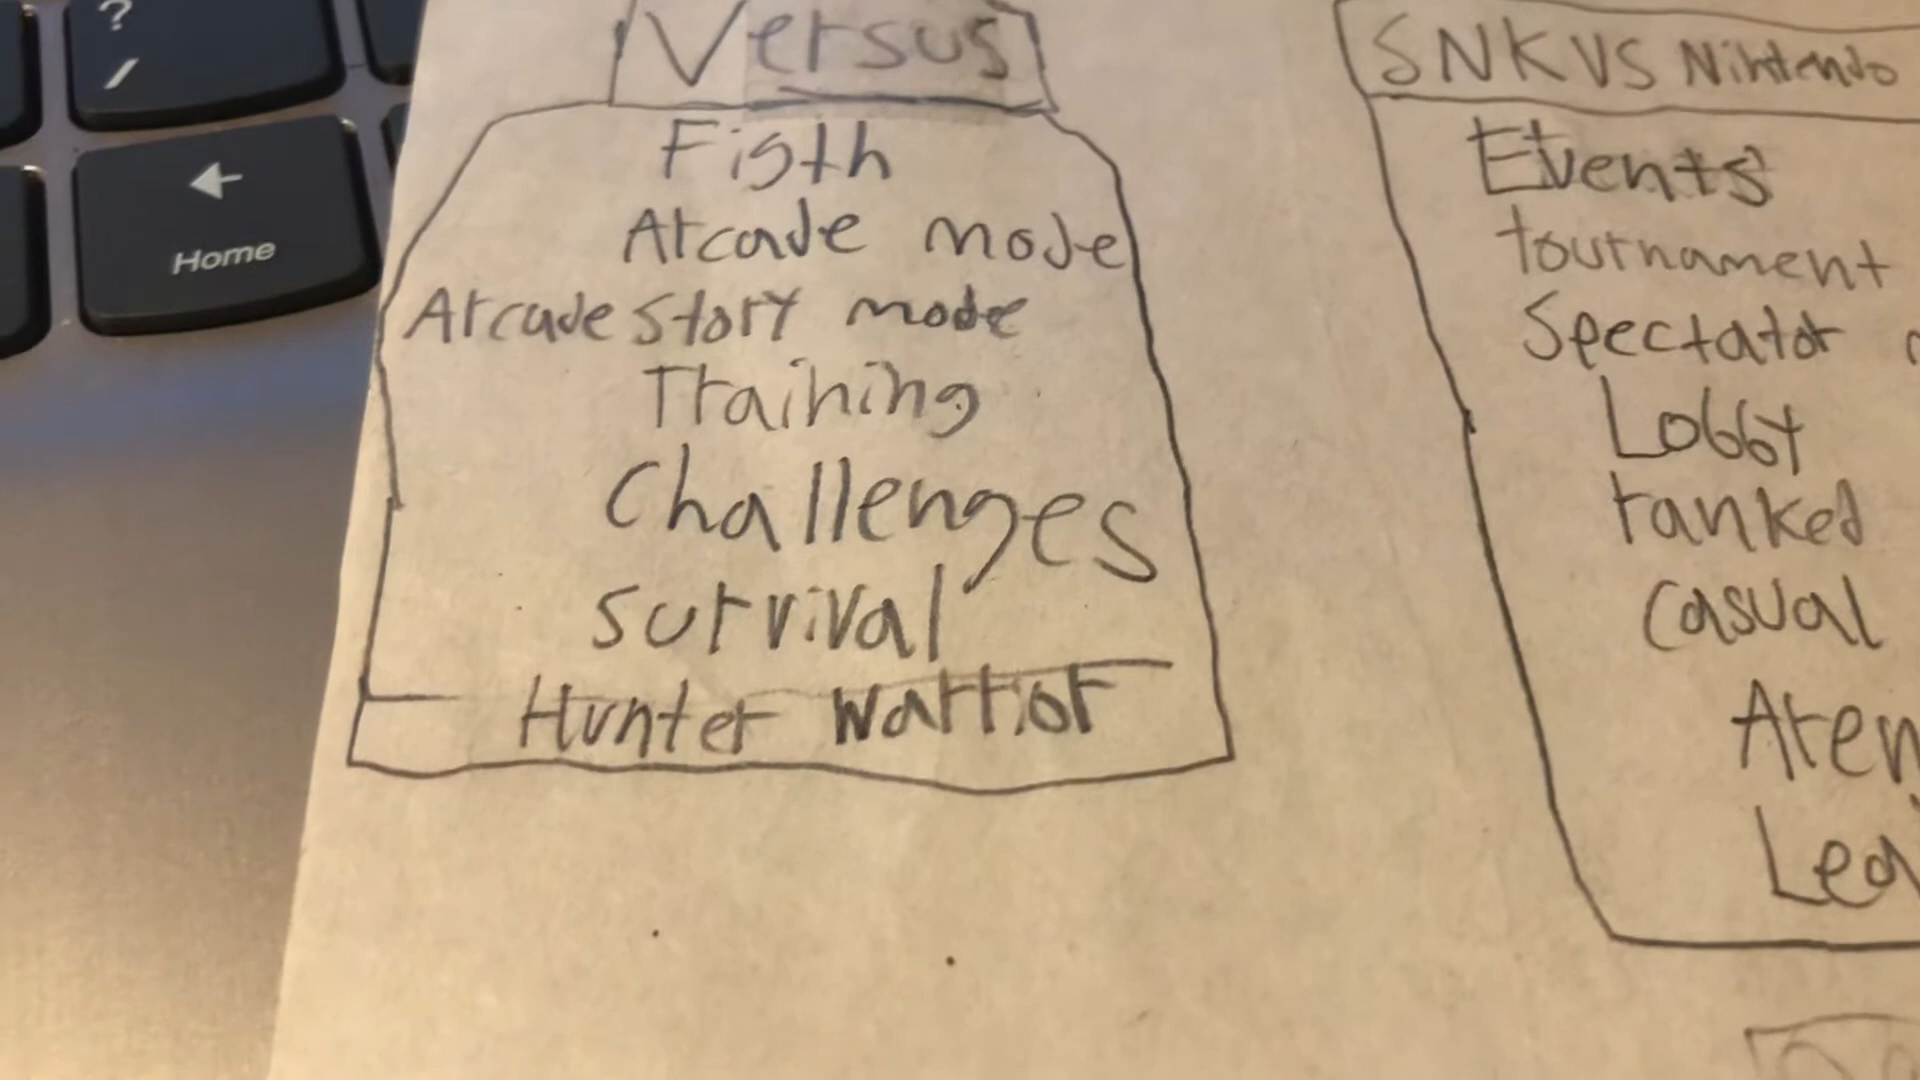 ?
/
Home
Versus
Figth
Arcade mode
Arcade Story mode
Training
Challenges
survival
Hunter Warrior
SNK VS Nintendo
Events
tournament
Spectator
Lobby
ranked
Casual